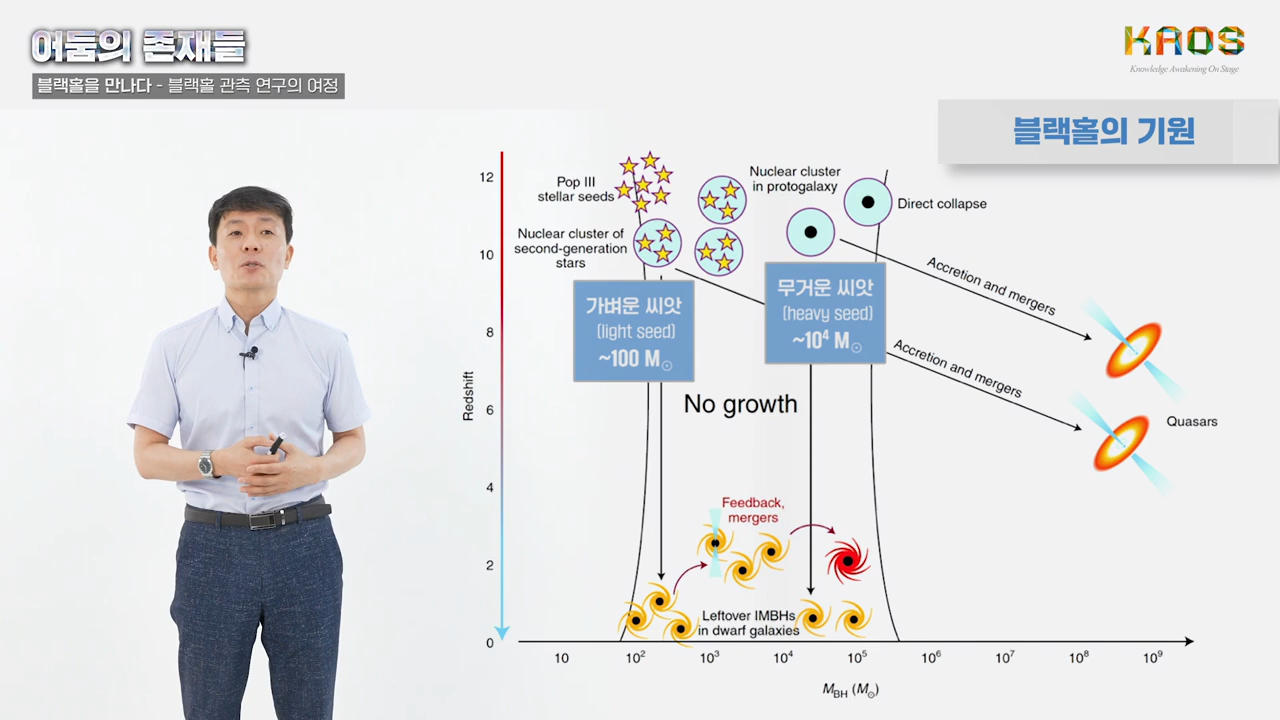 어둠의 존재들
블랙홀을 만나다 - 블랙홀 관측 연구의 여정
KAOS
Knowledge Awakening On Stage
블랙홀의 기원
Pop III
stellar seeds
Nuclear cluster
in protogalaxy
Direct collapse
Nuclear cluster of
second-generation
stars
Accretion and mergers
가벼운 씨앗
(light seed)
~100 M☉
무거운 씨앗
(heavy seed)
~10⁴ M☉
Accretion and mergers
No growth
Quasars
Feedback,
mergers
Leftover IMBHs
in dwarf galaxies
Redshift
12
10
8
6
4
2
0
10 10² 10³ 10⁴ 10⁵ 10⁶ 10⁷ 10⁸ 10⁹
M_BH (M☉)